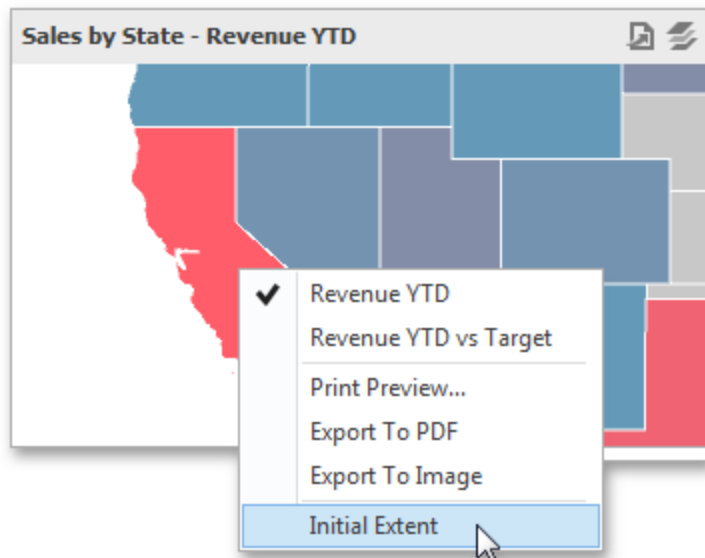 Sales by State - Revenue YTD
Revenue YTD
Revenue YTD vs Target
Print Preview...
Export To PDF
Export To Image
Initial Extent